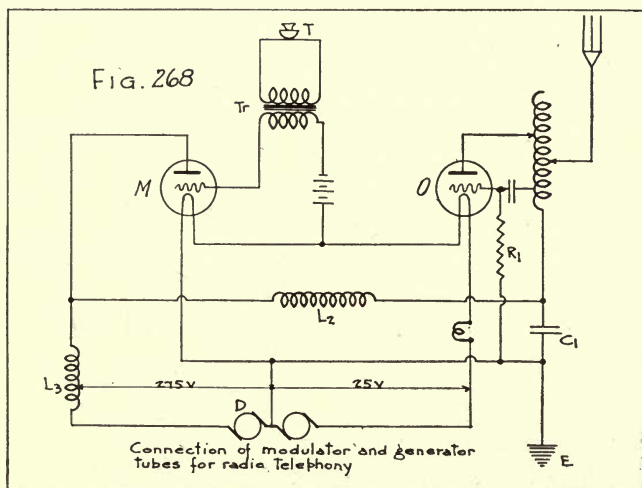 Fig. 268
T
Tr
M
O
R1
L2
C1
L3
275V
25V
D
E
Connection of modulator and generator
tubes for radio Telephony